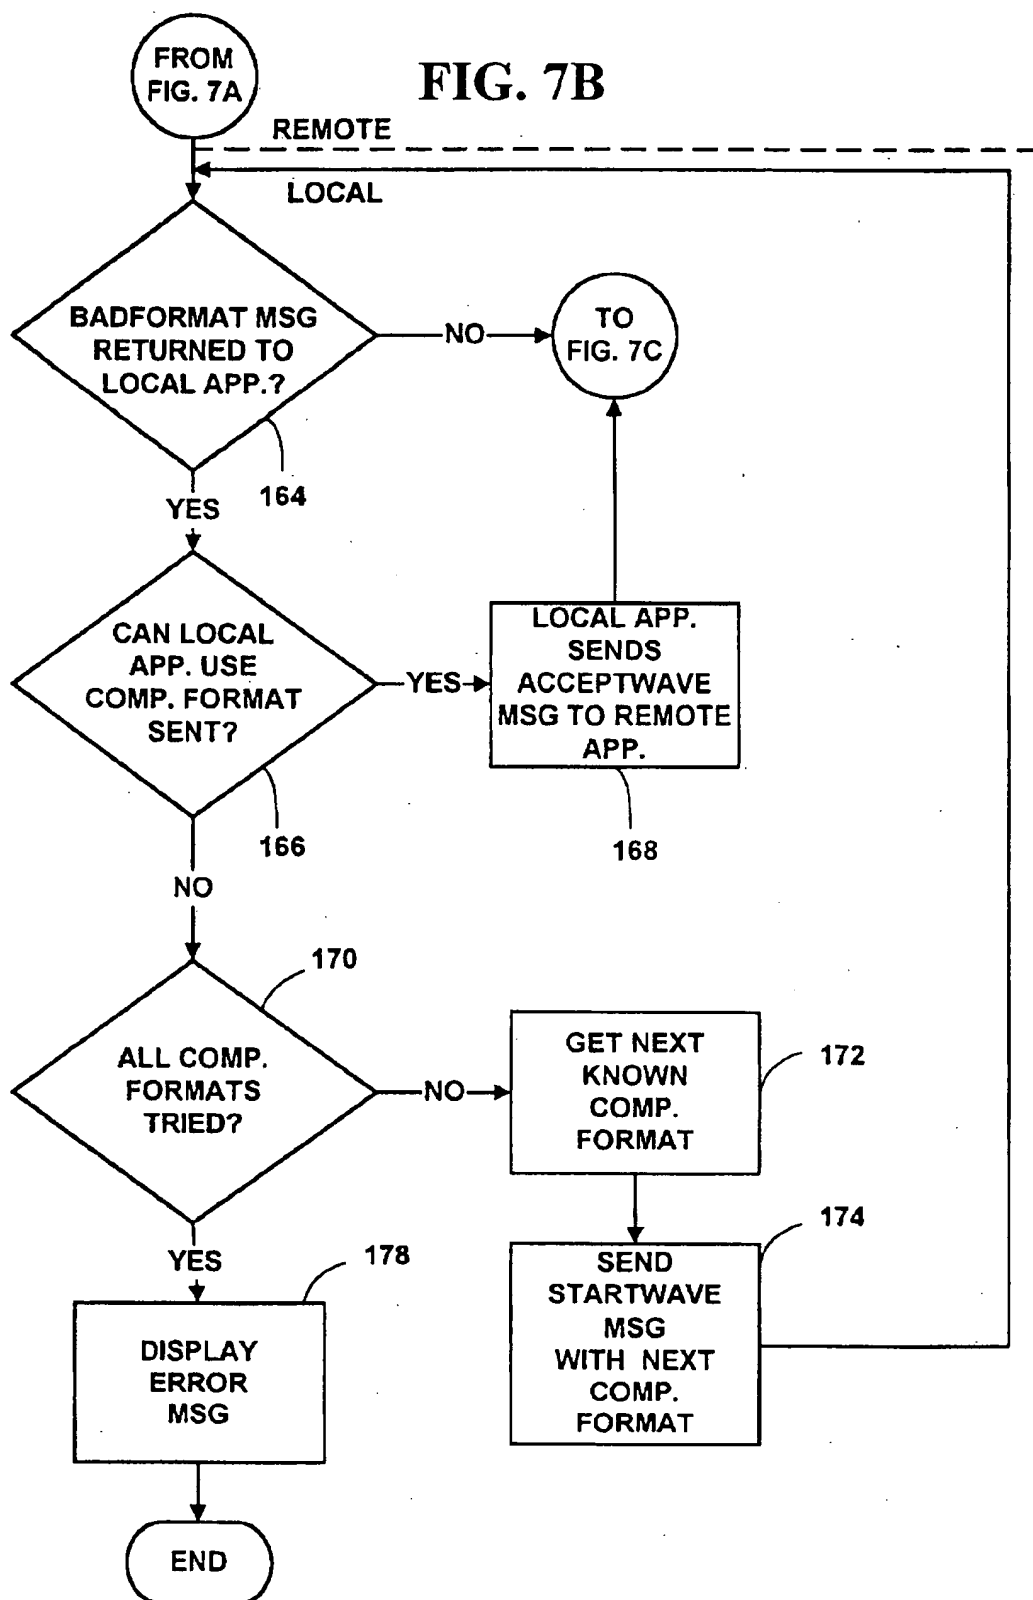 FROM
FIG. 7A
FIG. 7B
REMOTE
LOCAL
BADFORMAT MSG
RETURNED TO
LOCAL APP.?
NO
TO
FIG. 7C
164
YES
CAN LOCAL
APP. USE
COMP. FORMAT
SENT?
YES
LOCAL APP.
SENDS
ACCEPTWAVE
MSG TO REMOTE
APP.
166
168
NO
170
ALL COMP.
FORMATS
TRIED?
NO
GET NEXT
KNOWN
COMP.
FORMAT
172
174
SEND
STARTWAVE
MSG
WITH NEXT
COMP.
FORMAT
YES
178
DISPLAY
ERROR
MSG
END